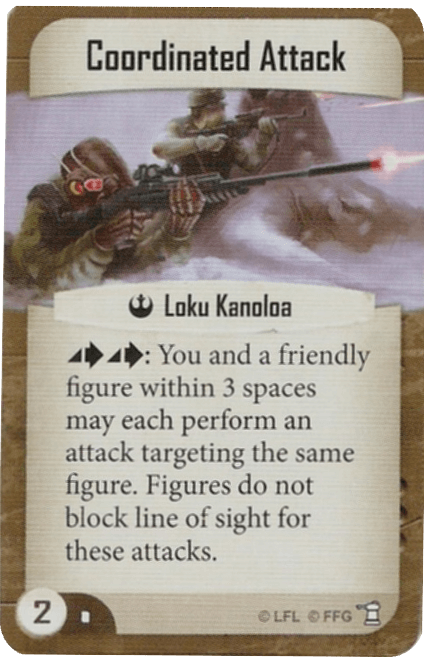 Coordinated Attack
Loku Kanoloa
: You and a friendly
figure within 3 spaces
may each perform an
attack targeting the same
figure. Figures do not
block line of sight for
these attacks.
2
© LFL © FFG